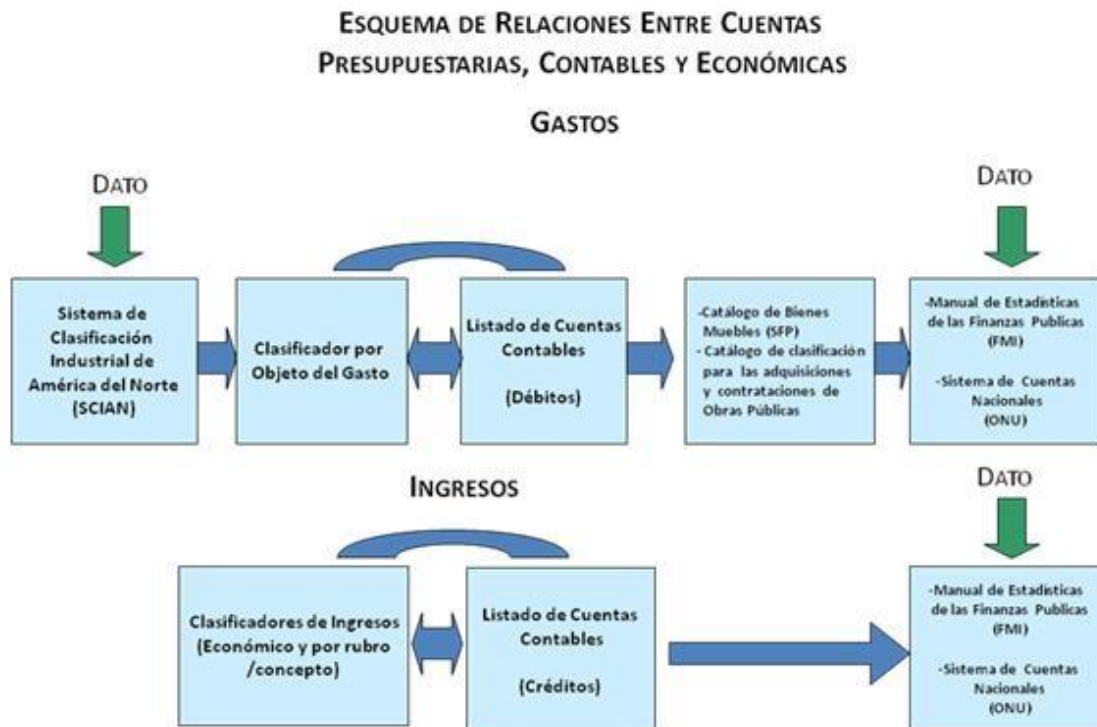 ESQUEMA DE RELACIONES ENTRE CUENTAS
PRESUPUESTARIAS, CONTABLES Y ECONÓMICAS
GASTOS
DATO
DATO
Sistema de
Clasificación
Industrial de
América del Norte
(SCIAN)
Clasificador por
Objeto del Gasto
Listado de Cuentas
Contables
(Débitos)
-Catálogo de Bienes
Muebles (SFP)
- Catálogo de clasificación
para las adquisiciones
y contrataciones de
Obras Públicas
-Manual de Estadísticas
de las Finanzas Publicas
(FMI)
-Sistema de Cuentas
Nacionales
(ONU)
INGRESOS
DATO
Clasificadores de Ingresos
(Económico y por rubro
/concepto)
Listado de Cuentas
Contables
(Créditos)
-Manual de Estadísticas
de las Finanzas Publicas
(FMI)
-Sistema de Cuentas
Nacionales
(ONU)